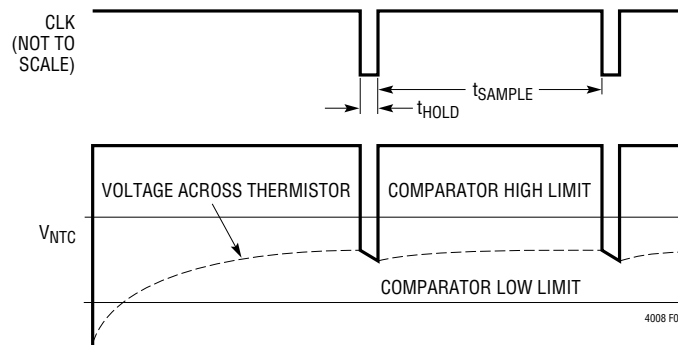 CLK
(NOT TO
SCALE)
tSAMPLE
tHOLD
VOLTAGE ACROSS THERMISTOR
COMPARATOR HIGH LIMIT
VNTC
COMPARATOR LOW LIMIT
4008 F0